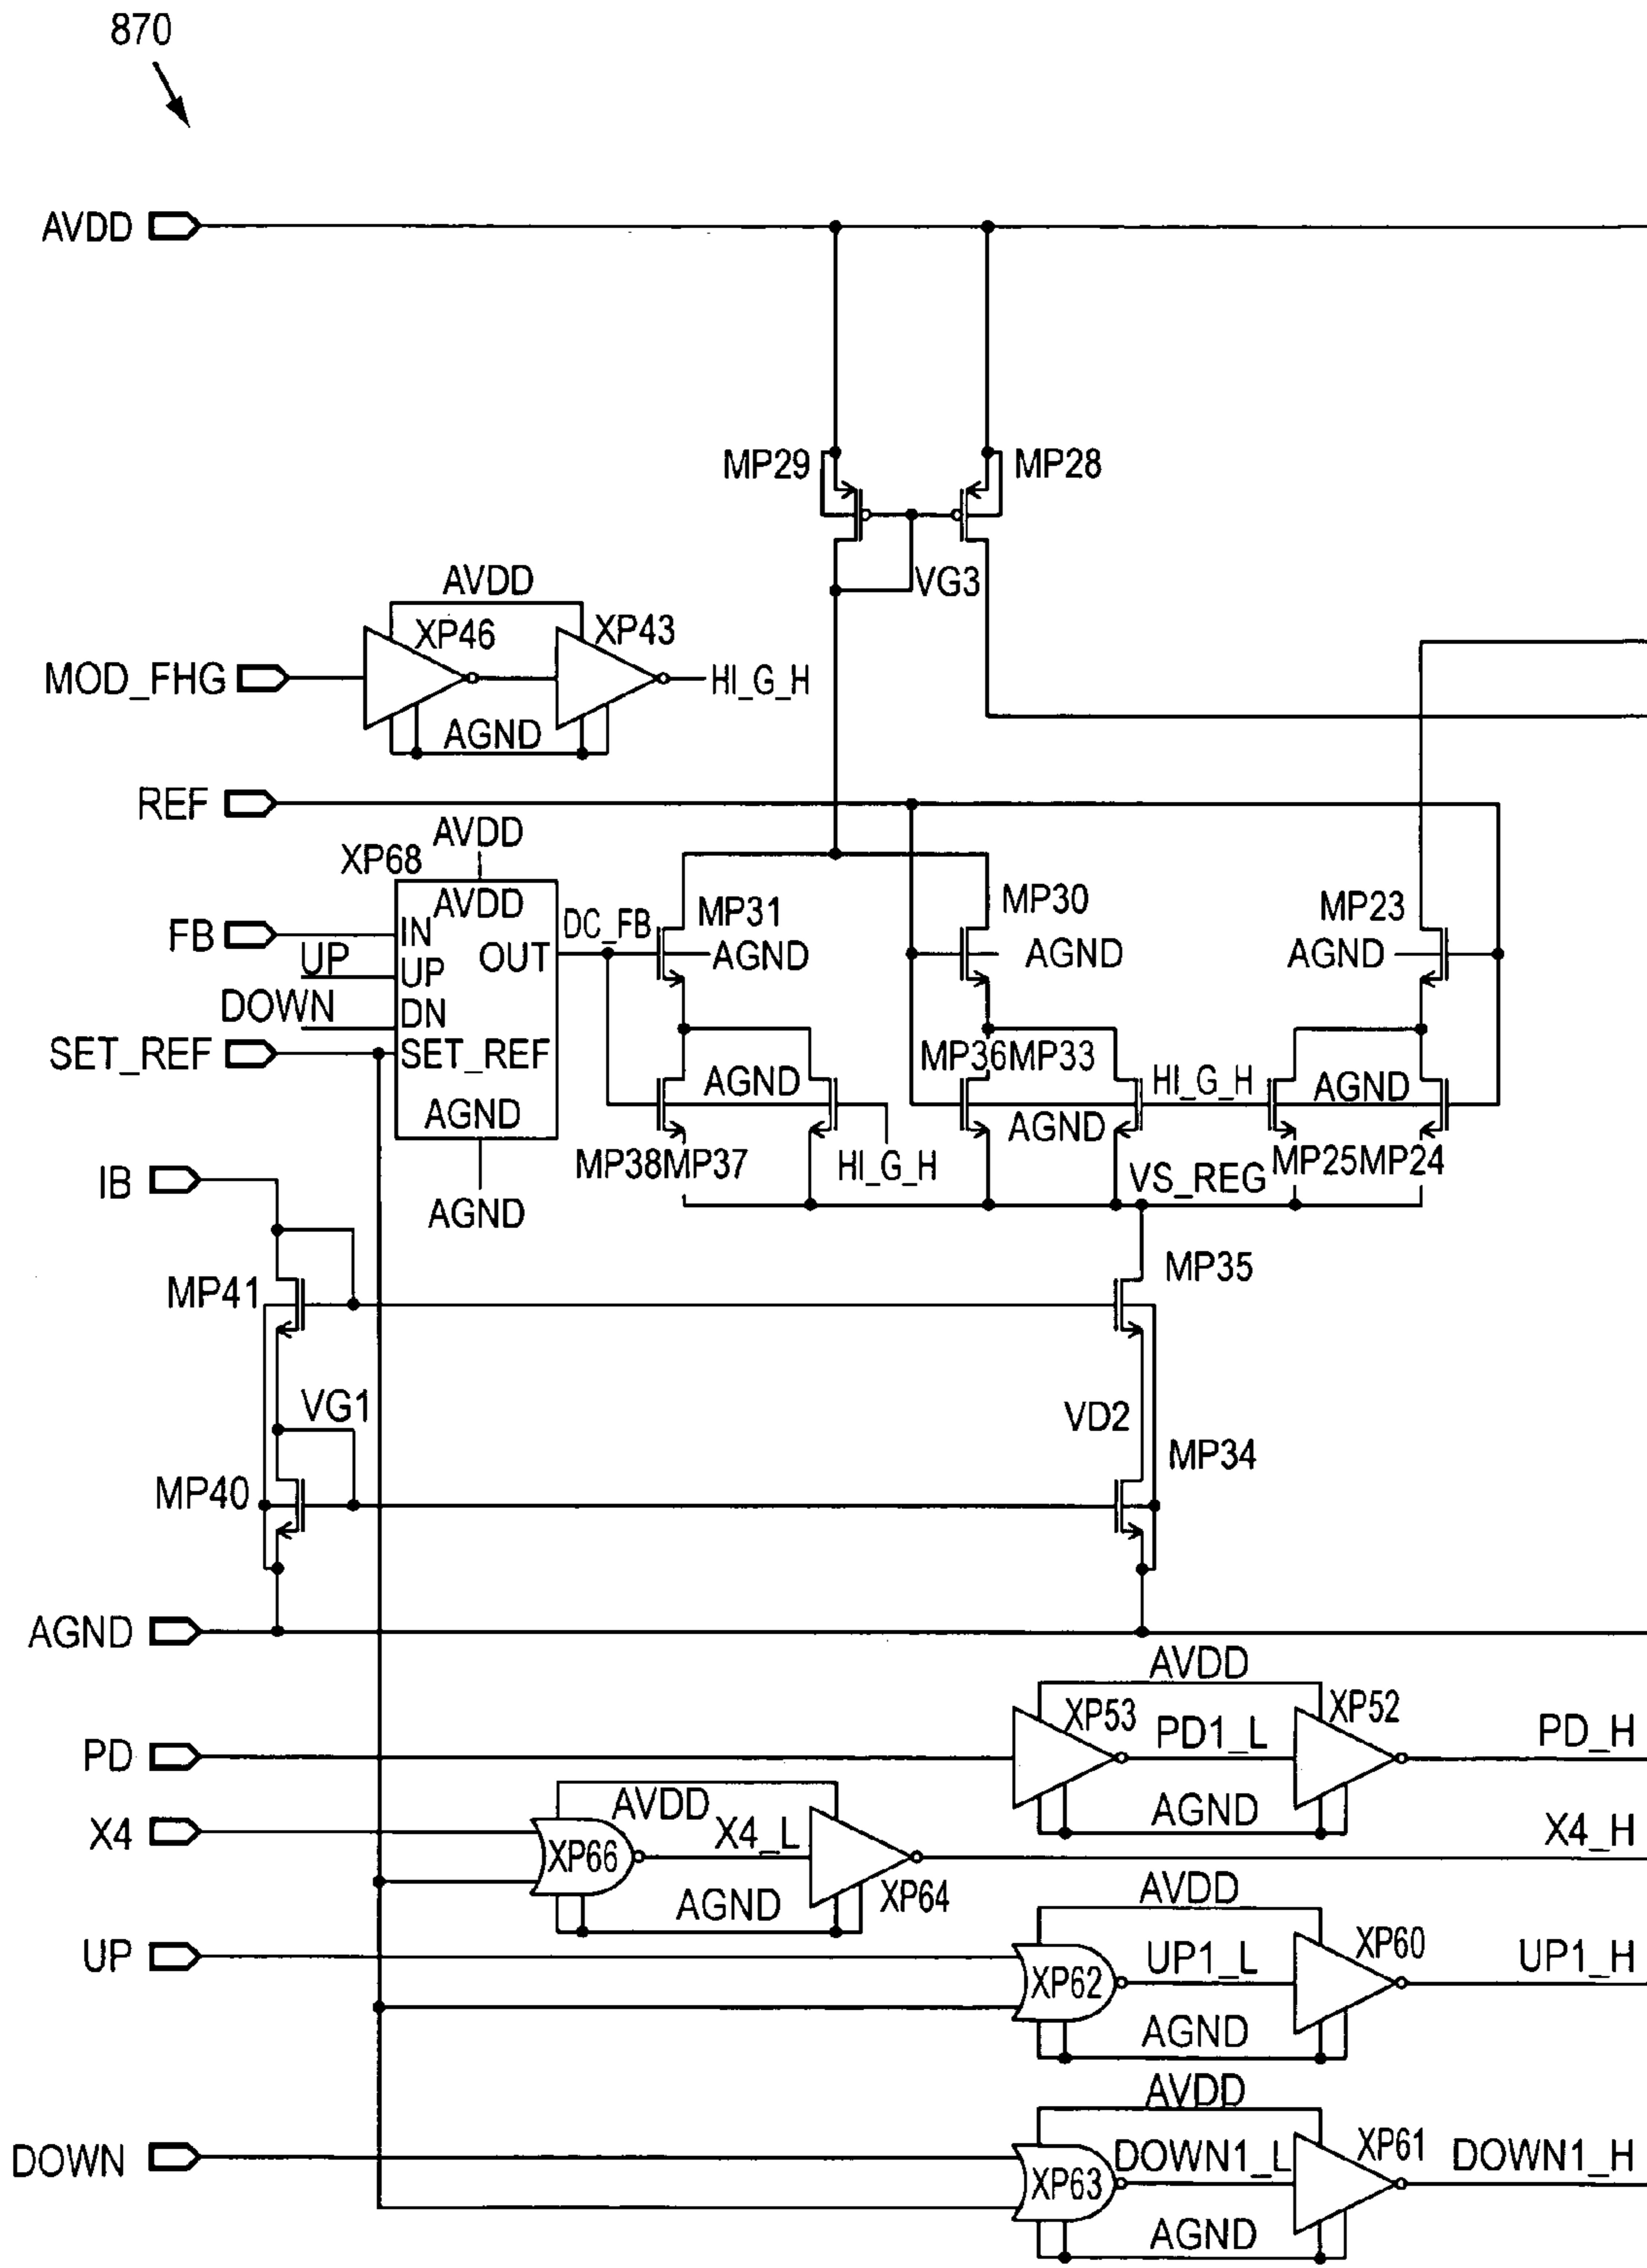 870
AVDD
MP29
MP28
VG3
AVDD
XP46
XP43
MOD_FHG
HI_G_H
AGND
REF
AVDD
XP68
AVDD
FB
IN
OUT
DC_FB
MP31
MP30
MP23
UP
UP
AGND
AGND
AGND
DOWN
DN
SET_REF
SET_REF
MP36MP33
AGND
HI_G_H
AGND
AGND
AGND
MP38MP37
HI_G_H
MP25MP24
IB
VS_REG
AGND
MP41
MP35
VG1
VD2
MP40
MP34
AGND
AVDD
XP53
XP52
PD
PD1_L
PD_H
AVDD
AGND
X4
XP66
X4_L
X4_H
AGND
XP64
AVDD
UP
XP62
UP1_L
XP60
UP1_H
AGND
AVDD
DOWN
XP63
DOWN1_L
XP61
DOWN1_H
AGND